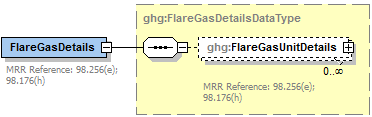 ghg:FlareGasDetailsDataType
FlareGasDetails
MRR Reference: 98.256(e);
98.176(h)
ghg:FlareGasUnitDetails
0..∞
MRR Reference: 98.256(e);
98.176(h)